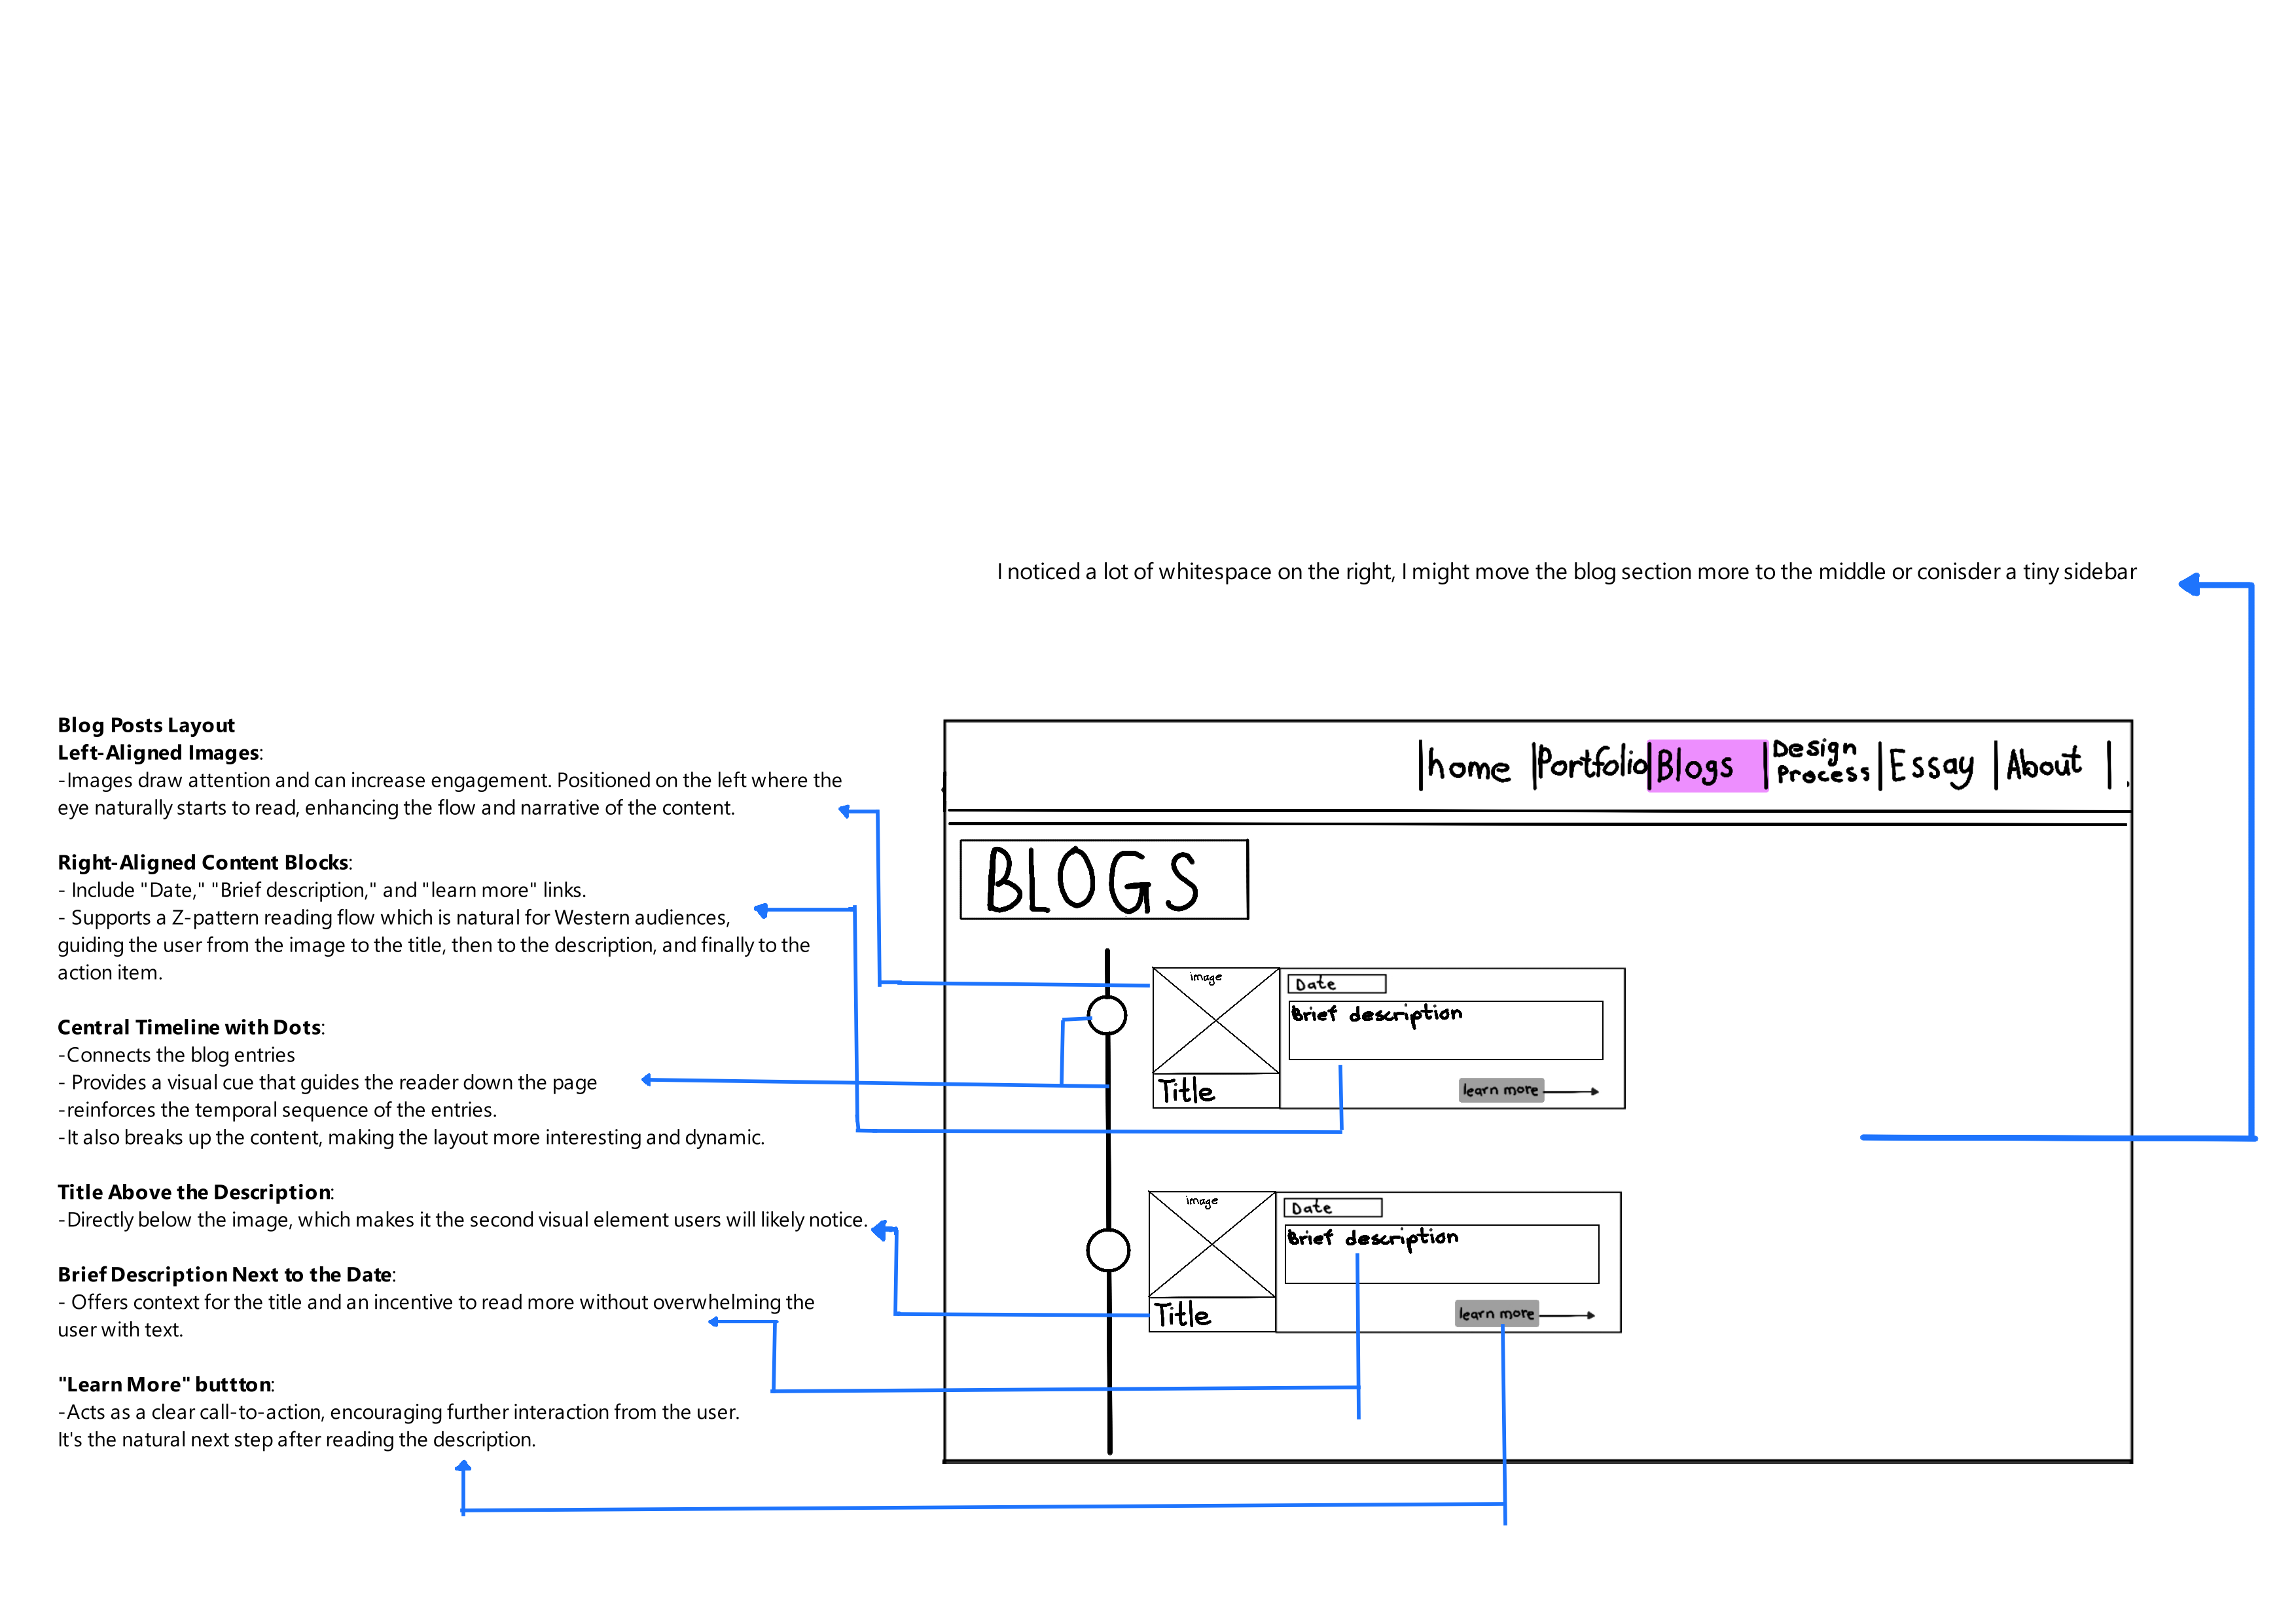 I noticed a lot of whitespace on the right, I might move the blog section more to the middle or conisder a tiny sidebar
Blog Posts Layout
Left-Aligned Images:
-Images draw attention and can increase engagement. Positioned on the left where the
eye naturally starts to read, enhancing the flow and narrative of the content.
Right-Aligned Content Blocks:
- Include "Date," "Brief description," and "learn more" links.
- Supports a Z-pattern reading flow which is natural for Western audiences,
guiding the user from the image to the title, then to the description, and finally to the
action item.
Central Timeline with Dots:
-Connects the blog entries
- Provides a visual cue that guides the reader down the page
-reinforces the temporal sequence of the entries.
-It also breaks up the content, making the layout more interesting and dynamic.
Title Above the Description:
-Directly below the image, which makes it the second visual element users will likely notice.
Brief Description Next to the Date:
- Offers context for the title and an incentive to read more without overwhelming the
user with text.
"Learn More" buttton:
-Acts as a clear call-to-action, encouraging further interaction from the user.
It's the natural next step after reading the description.
home Portfolio Blogs Design Process Essay About
BLOGS
image
Date
Brief description
Title
learn more
image
Date
Brief description
Title
learn more